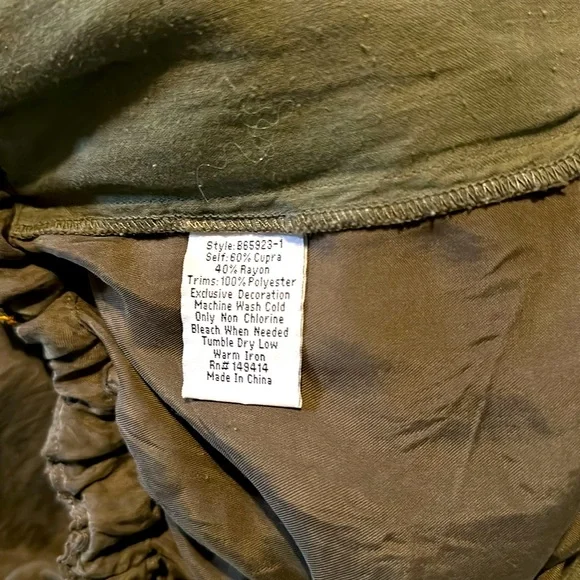 Style:B65923-1
Self:60% Cupra
40% Rayon
Trims:100% Polyester
Exclusive Decoration
Machine Wash Cold
Only Non Chlorine
Bleach When Needed
Tumble Dry Low
Warm Iron
Rn# 149414
Made In China